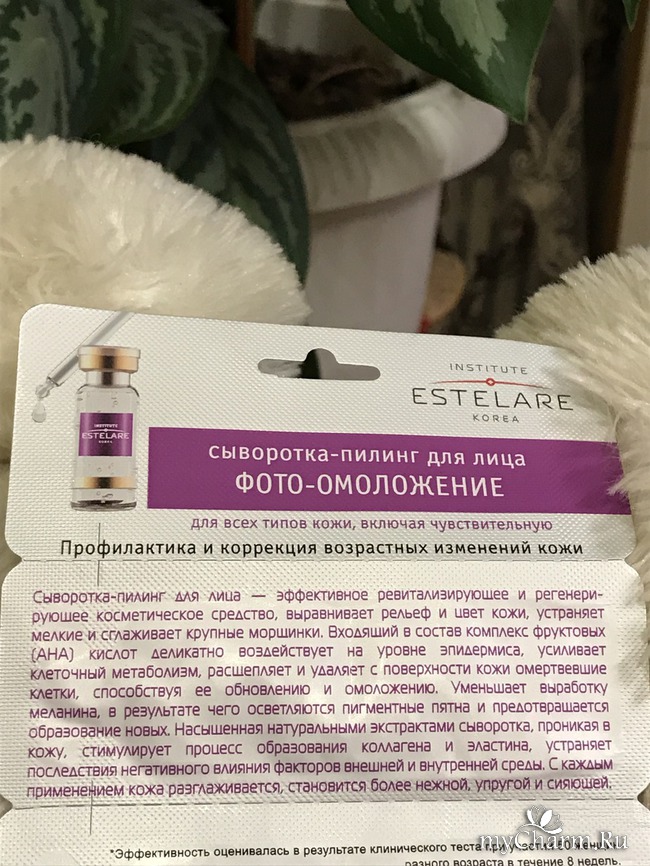 INSTITUTE
ESTELARE
KOREA
INSTITUTE
ESTELARE
KOREA
сыворотка-пилинг для лица
ФОТО-ОМОЛОЖЕНИЕ
для всех типов кожи, включая чувствительную
Профилактика и коррекция возрастных изменений кожи
Сыворотка-пилинг для лица — эффективное ревитализирующее и регенери-
рующее косметическое средство, выравнивает рельеф и цвет кожи, устраняет
мелкие и сглаживает крупные морщинки. Входящий в состав комплекс фруктовых
(АНА) кислот деликатно воздействует на уровне эпидермиса, усиливает
клеточный метаболизм, расщепляет и удаляет с поверхности кожи омертвевшие
клетки, способствуя ее обновлению и омоложению. Уменьшает выработку
меланина, в результате чего осветляются пигментные пятна и предотвращается
образование новых. Насыщенная натуральными экстрактами сыворотка, проникая в
кожу, стимулирует процесс образования коллагена и эластина, устраняет
последствия негативного влияния факторов внешней и внутренней среды. С каждым
применением кожа разглаживается, становится более нежной, упругой и сияющей.
*Эффективность оценивалась в результате клинического теста при участии 60 женщин
разного возраста в течение 8 недель.
myCharm.Ru